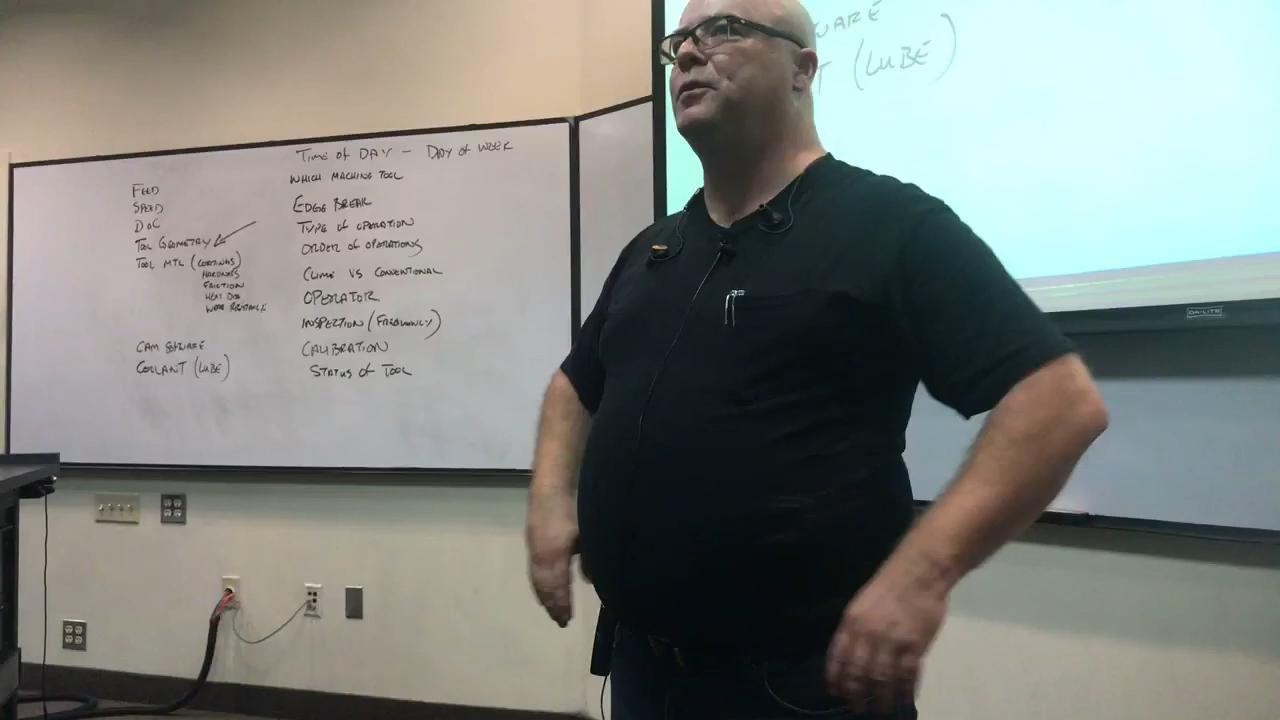 FEED
SPEED
DOC
TOOL GEOMETRY
TOOL MTL (COATINGS)
HARDNESS
FRICTION
WEAR RESISTANCE
CAM SOFTWARE
COOLANT (LUBE)
TIME OF DAY - DAY OF WEEK
WHICH MACHINE TOOL
EDGE BREAK
TYPE OF OPERATION
ORDER OF OPERATIONS
CLIMB VS CONVENTIONAL
OPERATOR
INSPECTION (FREQUENCY)
CALIBRATION
STATUS OF TOOL
WARE
T (LUBE)
DA-LITE